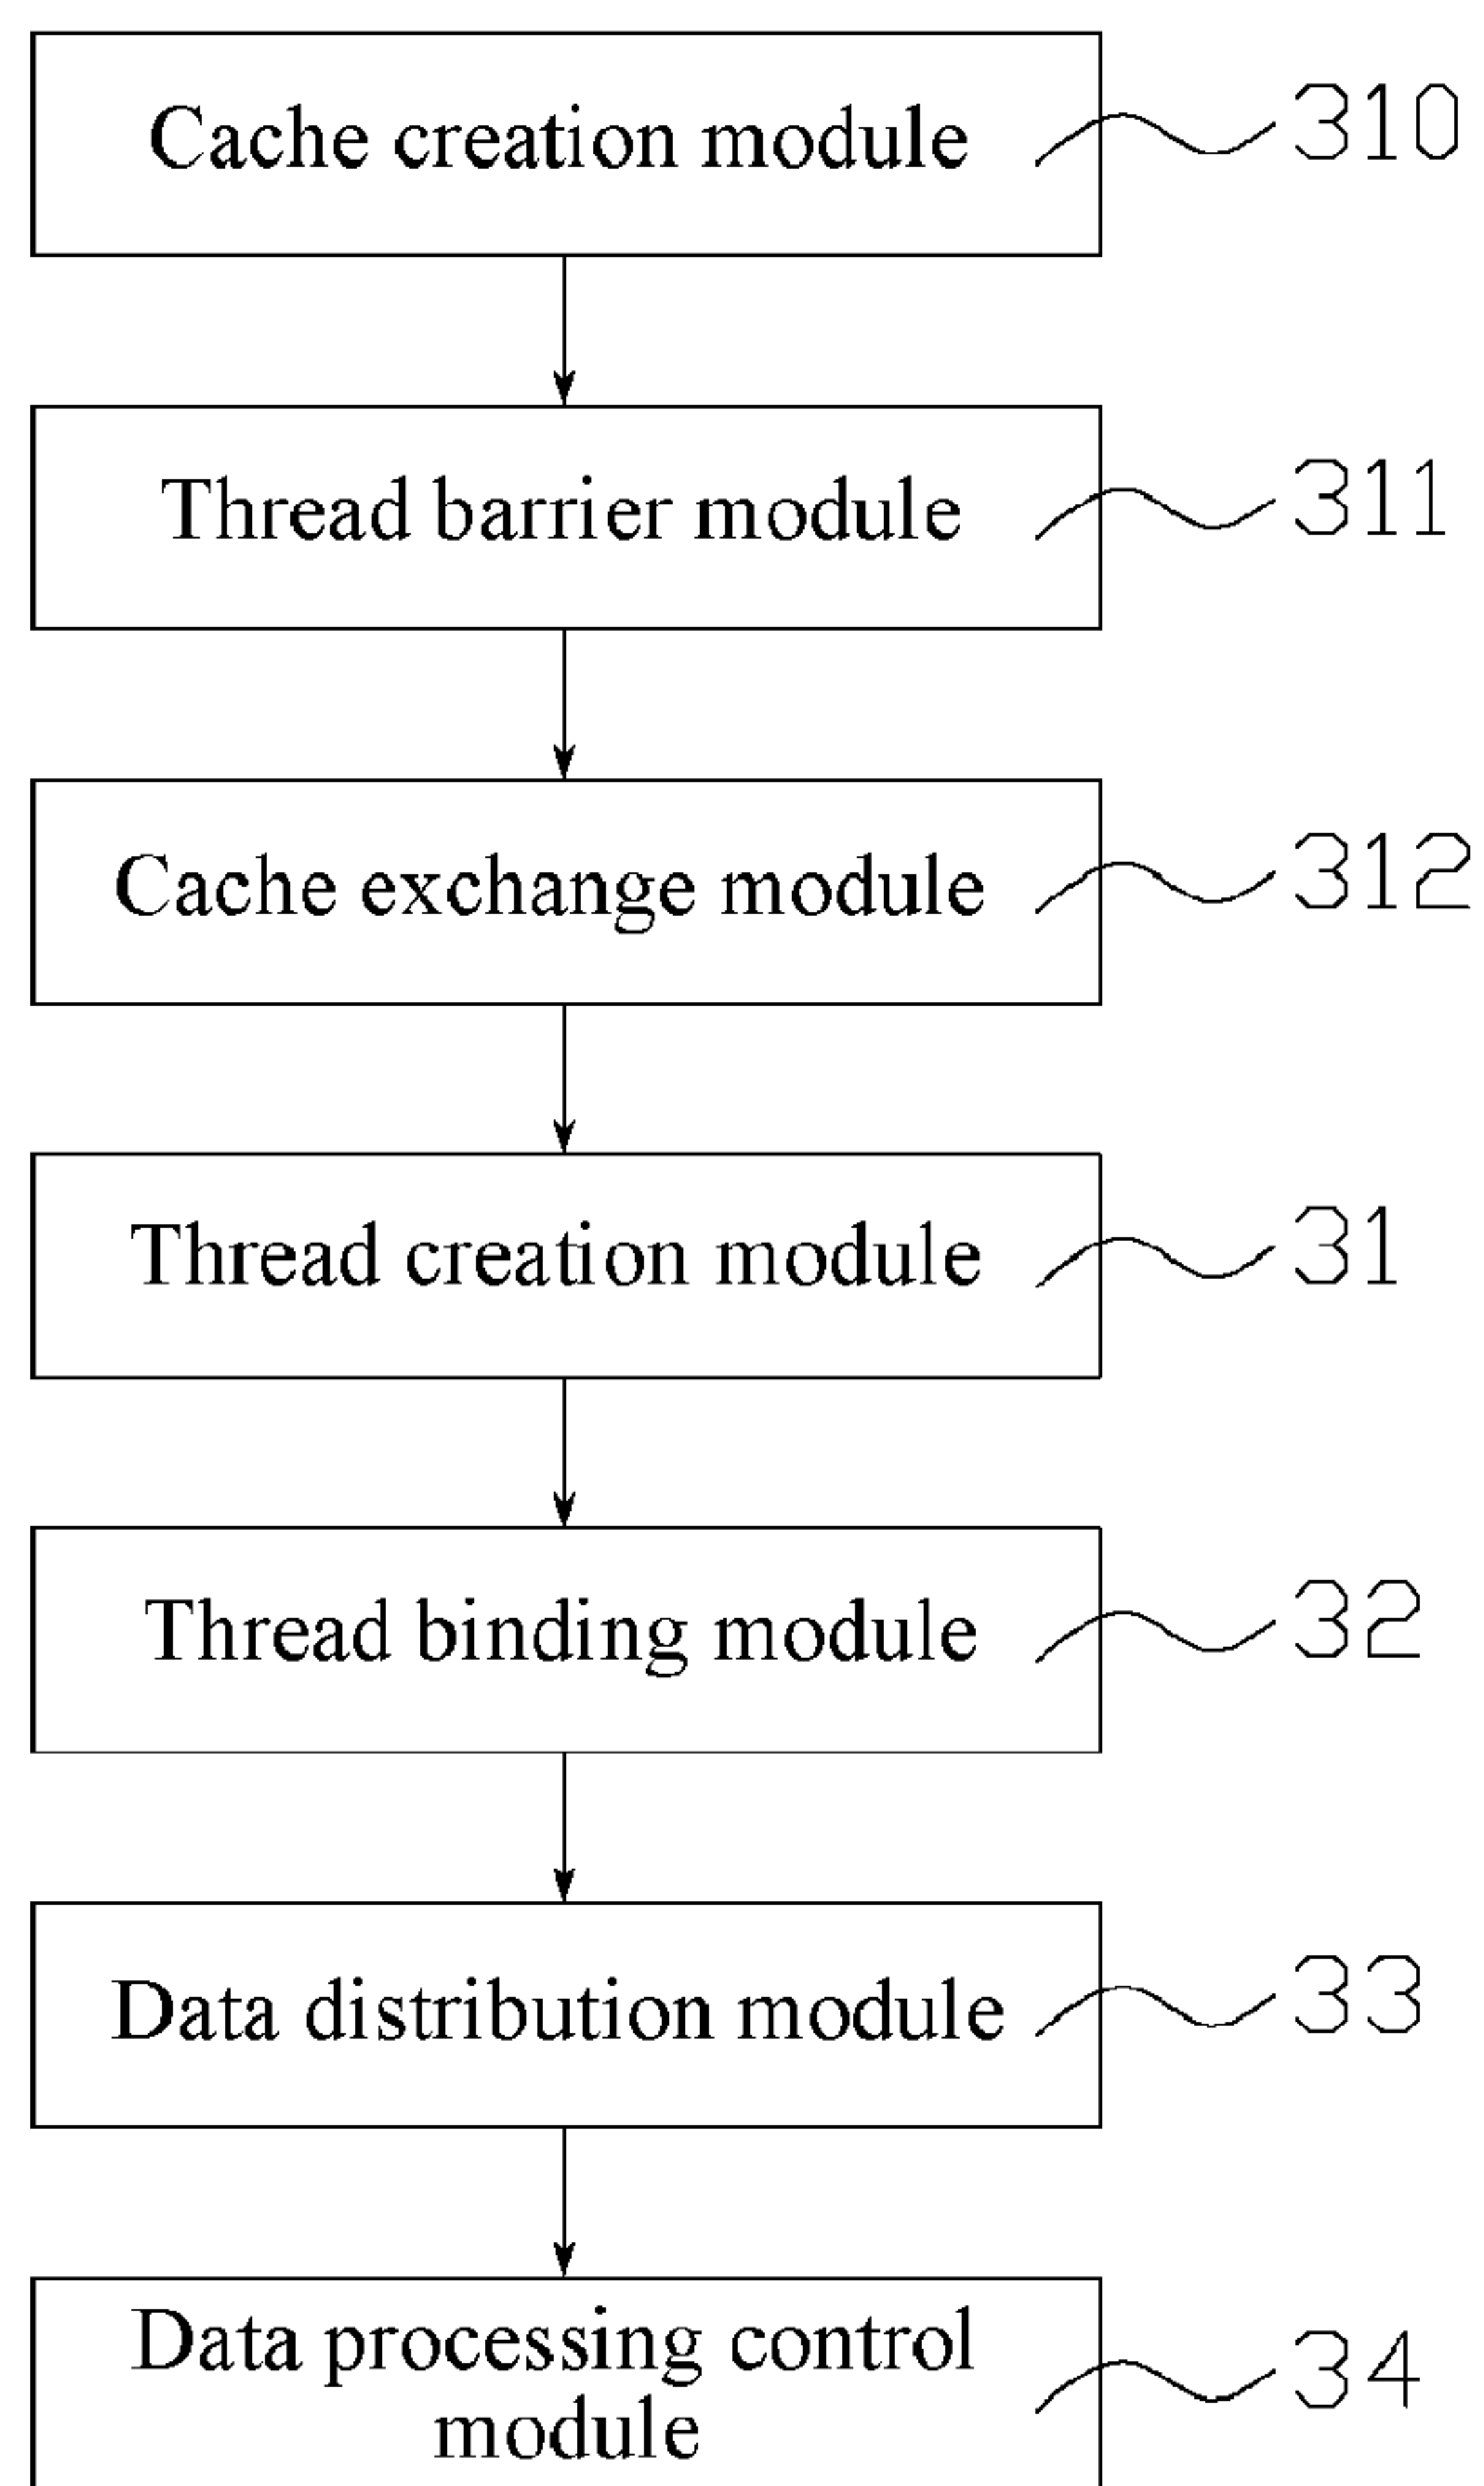 Cache creation module 310
Thread barrier module 311
Cache exchange module 312
Thread creation module 31
Thread binding module 32
Data distribution module 33
Data processing control
module
34